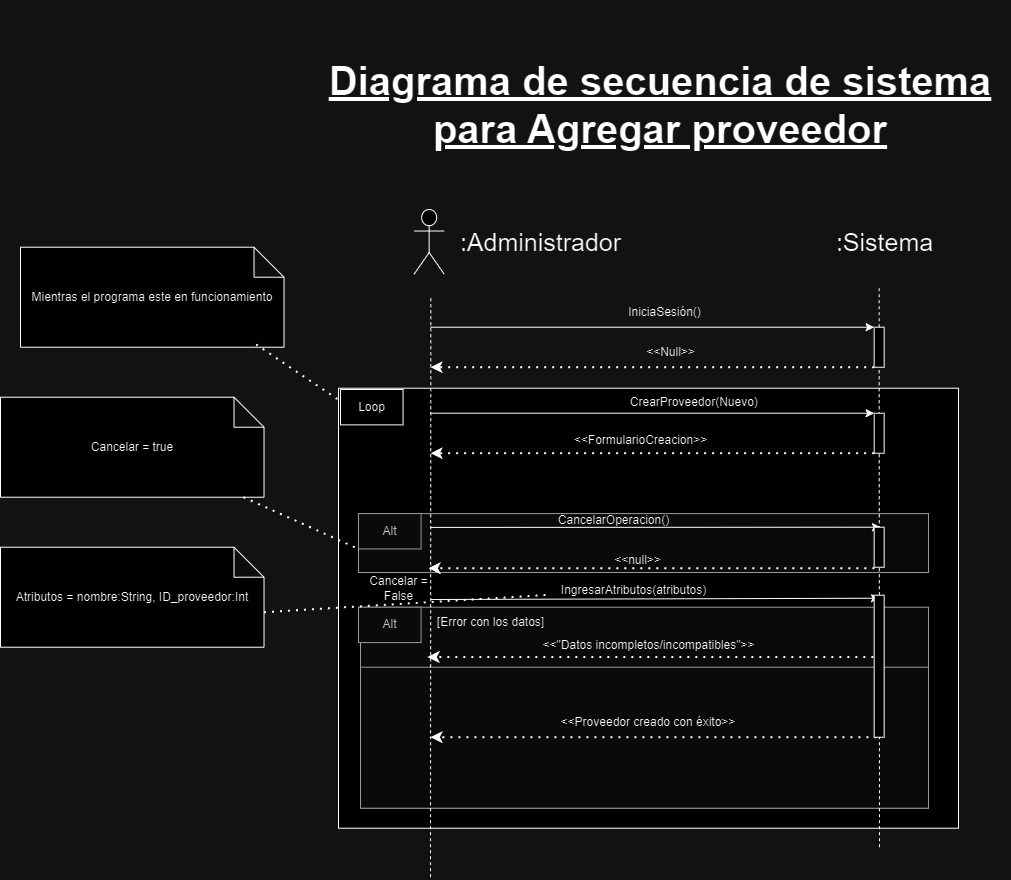 Diagrama de secuencia de sistema
para Agregar proveedor
:Administrador
:Sistema
Mientras el programa este en funcionamiento
IniciaSesión()
<<Null>>
Loop
CrearProveedor(Nuevo)
<<FormularioCreacion>>
Cancelar = true
Alt
CancelarOperacion()
<<null>>
Cancelar =
False
IngresarAtributos(atributos)
Atributos = nombre:String, ID_proveedor:Int
Alt
[Error con los datos]
<<"Datos incompletos/incompatibles">>
<<Proveedor creado con éxito>>